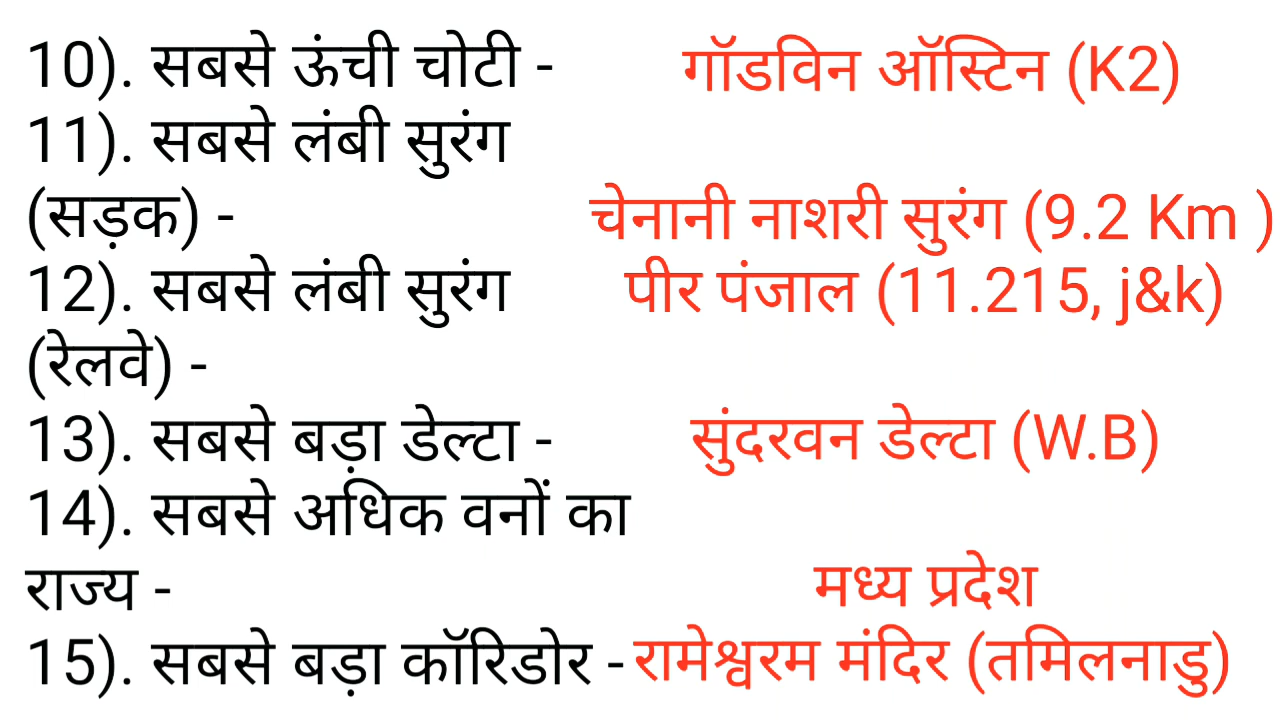 10). सबसे ऊंची चोटी - गॉडविन ऑस्टिन (K2)
11). सबसे लंबी सुरंग
(सड़क) - चेनानी नाशरी सुरंग (9.2 Km )
12). सबसे लंबी सुरंग पीर पंजाल (11.215, j&k)
(रेलवे) -
13). सबसे बड़ा डेल्टा - सुंदरवन डेल्टा (W.B)
14). सबसे अधिक वनों का
राज्य - मध्य प्रदेश
15). सबसे बड़ा कॉरिडोर - रामेश्वरम मंदिर (तमिलनाडु)